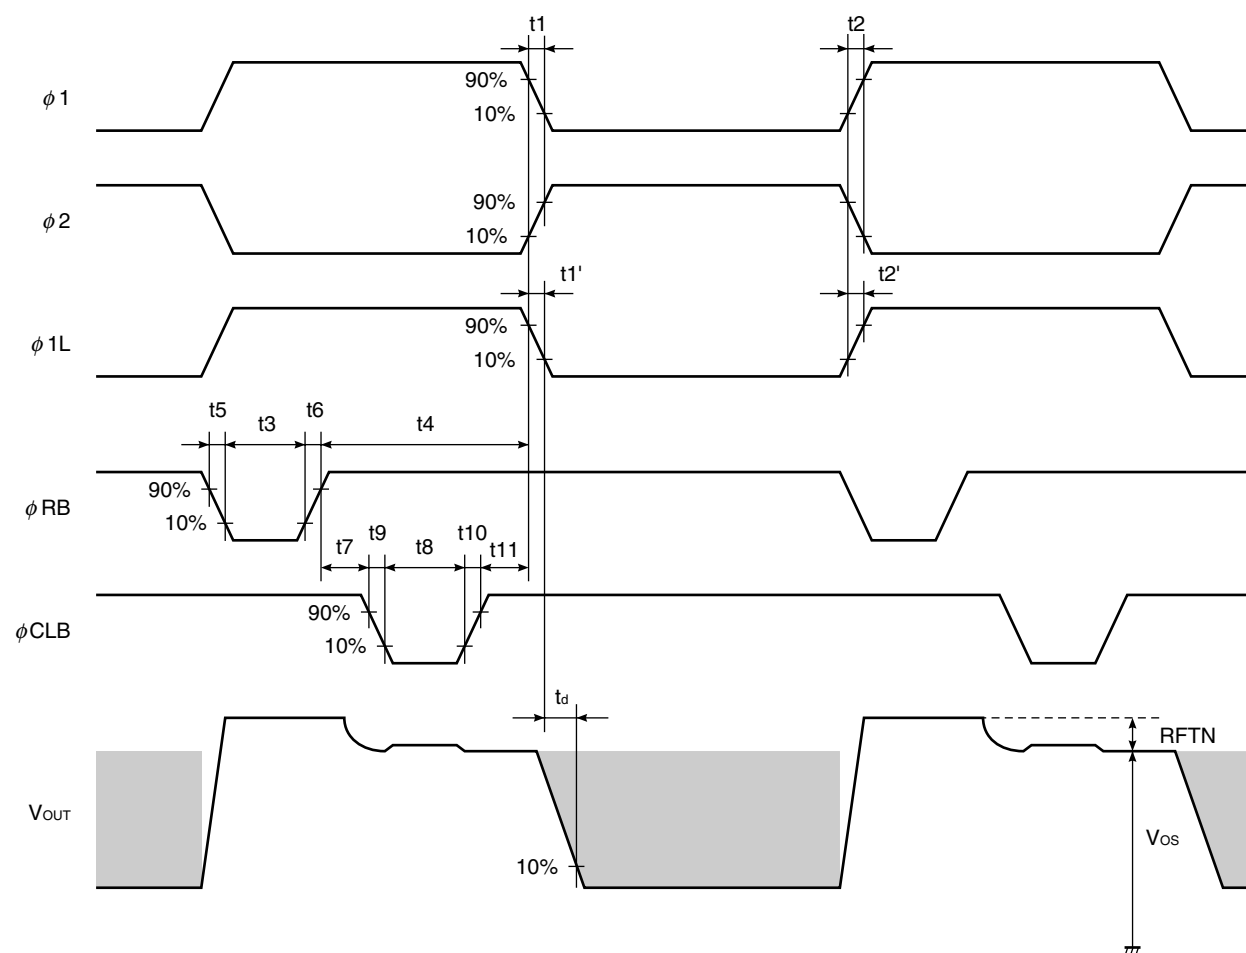 t1 t2
ϕ1 90%
10%
ϕ2 90%
10%
t1' t2'
ϕ1L 90%
10%
t5 t3 t6 t4
ϕRB 90%
10%
t7 t9 t8 t10 t11
ϕCLB 90%
10%
td
RFTN
VOUT
VOS
10%